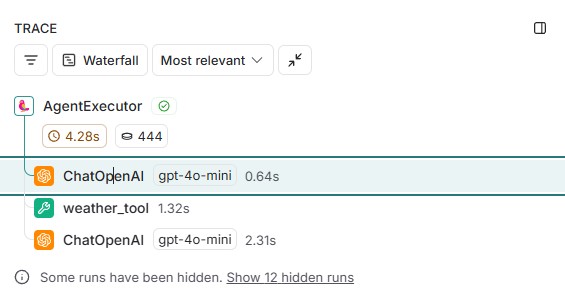 TRACE
Waterfall Most relevant
AgentExecutor
4.28s 444
ChatOpenAI gpt-4o-mini 0.64s
weather_tool 1.32s
ChatOpenAI gpt-4o-mini 2.31s
Some runs have been hidden. Show 12 hidden runs